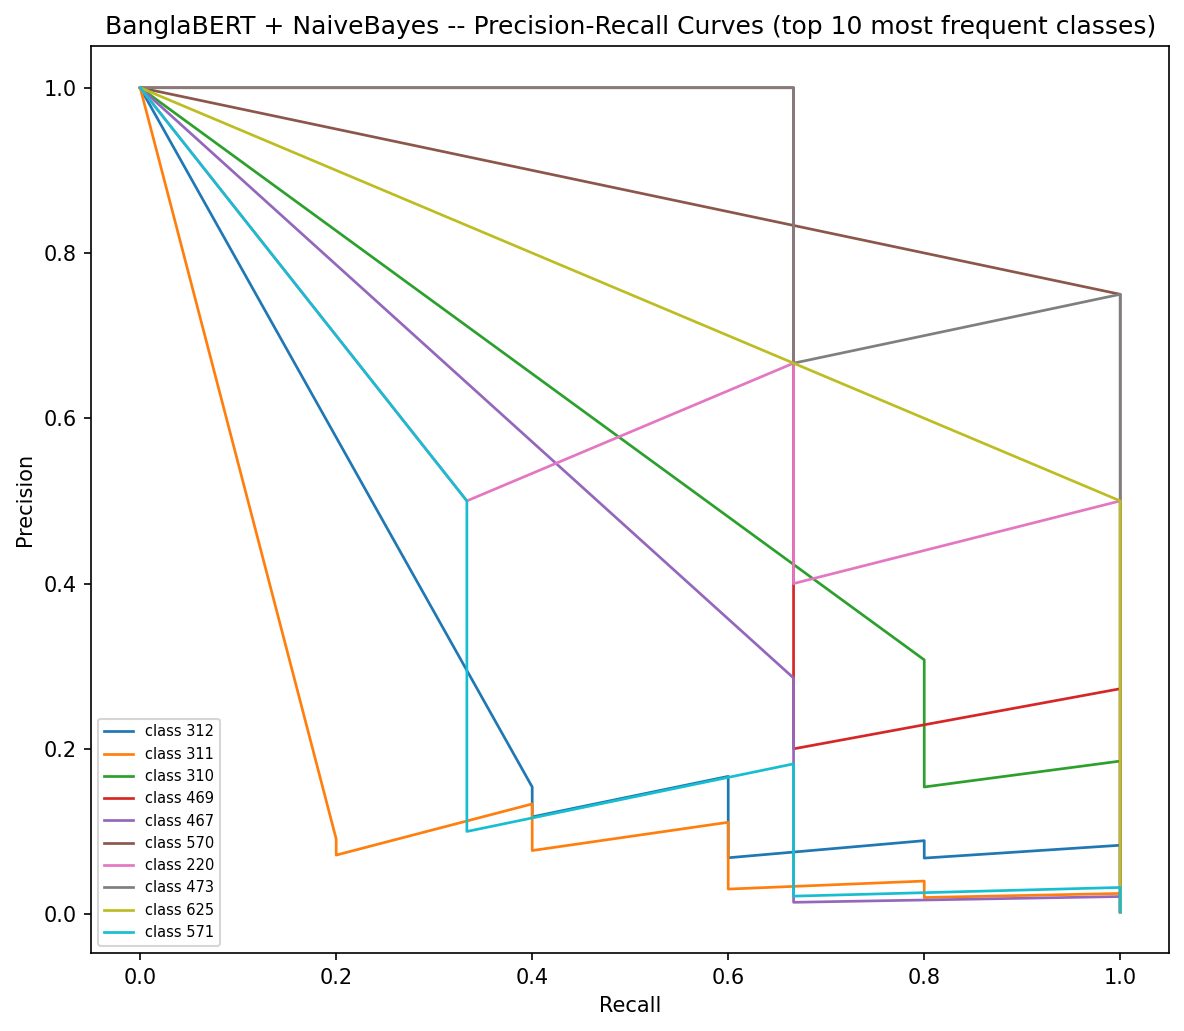 BanglaBERT + NaiveBayes -- Precision-Recall Curves (top 10 most frequent classes)
1.0
0.8
0.6
0.4
0.2
0.0
Precision
class 312
class 311
class 310
class 469
class 467
class 570
class 220
class 473
class 625
class 571
0.0 0.2 0.4 0.6 0.8 1.0
Recall